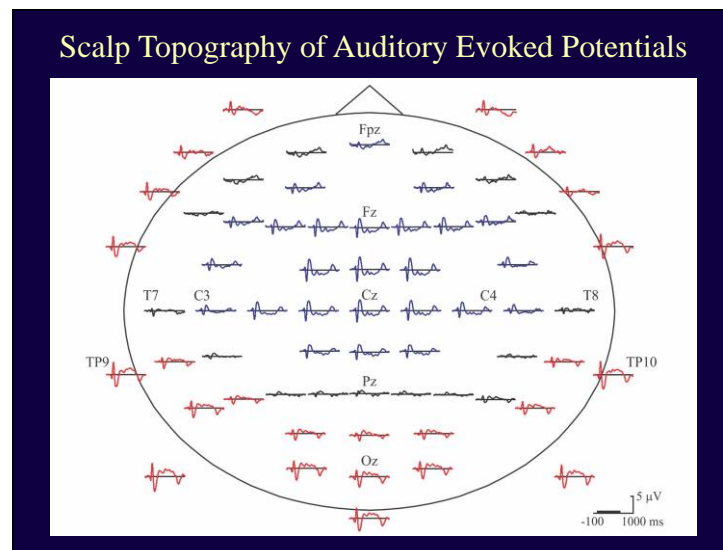 Scalp Topography of Auditory Evoked Potentials
Fpz
Fz
T7 C3 Cz C4 T8
TP9 TP10
Pz
Oz
5 μV
-100 1000 ms